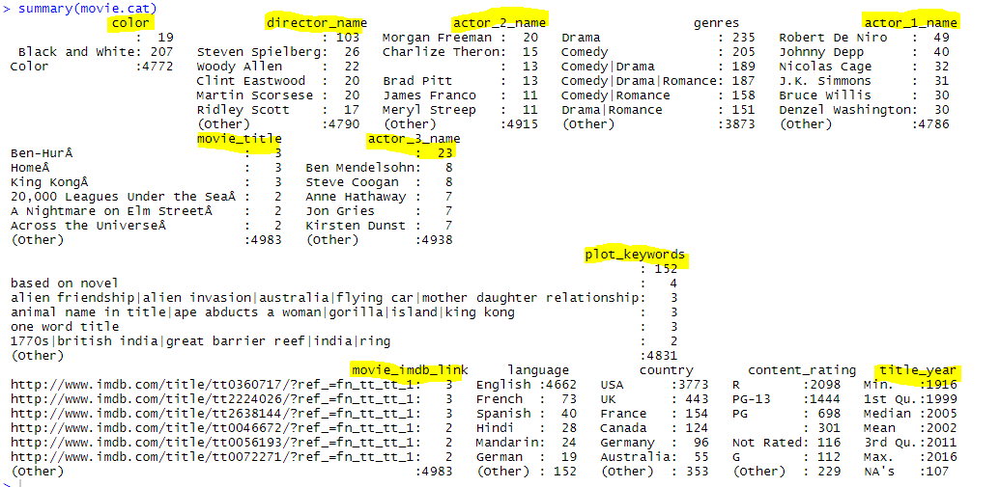 > summary(movie.cat)
color director_name actor_2_name genres actor_1_name
: 19 : 103 Morgan Freeman : 20 Drama : 235 Robert De Niro : 49
Black and White: 207 Steven Spielberg: 26 Charlize Theron: 15 Comedy : 205 Johnny Depp : 40
Color :4772 Woody Allen : 22 : 13 Comedy|Drama : 189 Nicolas Cage : 32
Clint Eastwood : 20 Brad Pitt : 13 Comedy|Drama|Romance: 187 J.K. Simmons : 31
Martin Scorsese : 20 James Franco : 11 Comedy|Romance : 158 Bruce Willis : 30
Ridley Scott : 17 Meryl Streep : 11 Drama|Romance : 151 Denzel Washington: 30
(Other) :4790 (Other) :4915 (Other) :3873 (Other) :4786
movie_title actor_3_name
Ben-HurÂ : 3 : 23
HomeÂ : 3 Ben Mendelsohn: 8
King KongÂ : 3 Steve Coogan : 8
20,000 Leagues Under the SeaÂ : 2 Anne Hathaway : 7
A Nightmare on Elm StreetÂ : 2 Jon Gries : 7
Across the UniverseÂ : 2 Kirsten Dunst : 7
(Other) :4983 (Other) :4938
plot_keywords
: 152
based on novel : 4
alien friendship|alien invasion|australia|flying car|mother daughter relationship: 3
animal name in title|ape abducts a woman|gorilla|island|king kong : 3
one word title : 3
1770s|british india|great barrier reef|india|ring : 2
(Other) :4831
movie_imdb_link language country content_rating title_year
http://www.imdb.com/title/tt0360717/?ref_=fn_tt_tt_1: 3 English :4662 USA :3773 R :2098 Min. :1916
http://www.imdb.com/title/tt2224026/?ref_=fn_tt_tt_1: 3 French : 73 UK : 443 PG-13 :1444 1st Qu.:1999
http://www.imdb.com/title/tt2638144/?ref_=fn_tt_tt_1: 3 Spanish : 40 France : 154 PG : 698 Median :2005
http://www.imdb.com/title/tt0046672/?ref_=fn_tt_tt_1: 2 Hindi : 28 Canada : 124 : 301 Mean :2002
http://www.imdb.com/title/tt0056193/?ref_=fn_tt_tt_1: 2 Mandarin: 24 Germany : 96 Not Rated: 116 3rd Qu.:2011
http://www.imdb.com/title/tt0072271/?ref_=fn_tt_tt_1: 2 German : 19 Australia: 55 G : 112 Max. :2016
(Other) :4983 (Other) : 152 (Other) : 353 (Other) : 229 NA's :107
>